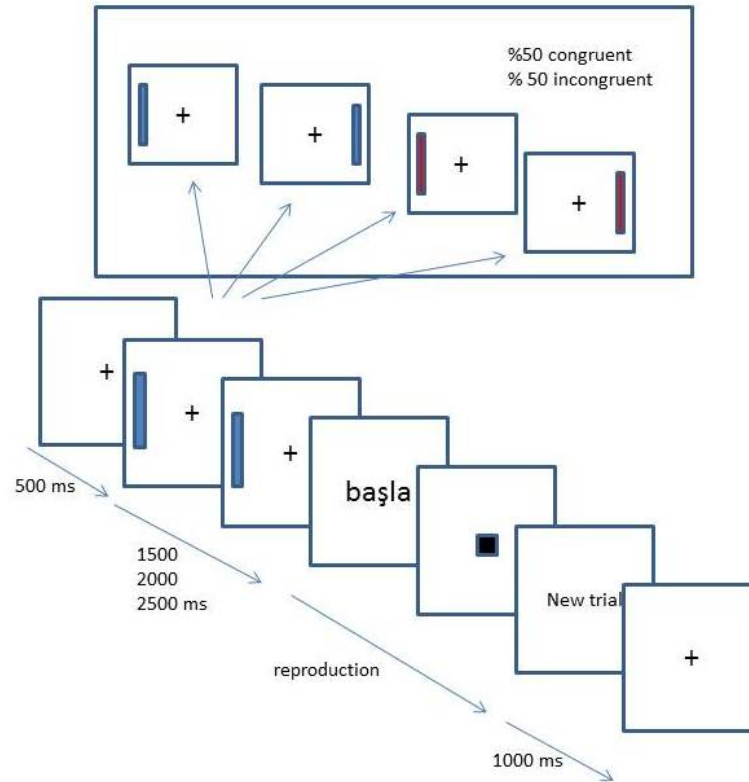 %50 congruent
% 50 incongruent
+
+
+
+
+
+
+
başla
500 ms
1500
2000
2500 ms
New trial
+
reproduction
1000 ms